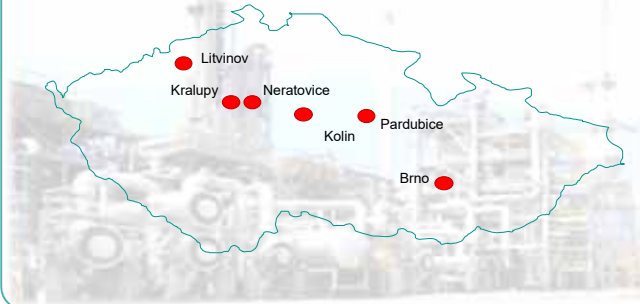 Litvinov
Kralupy
Neratovice
Kolin
Pardubice
Brno